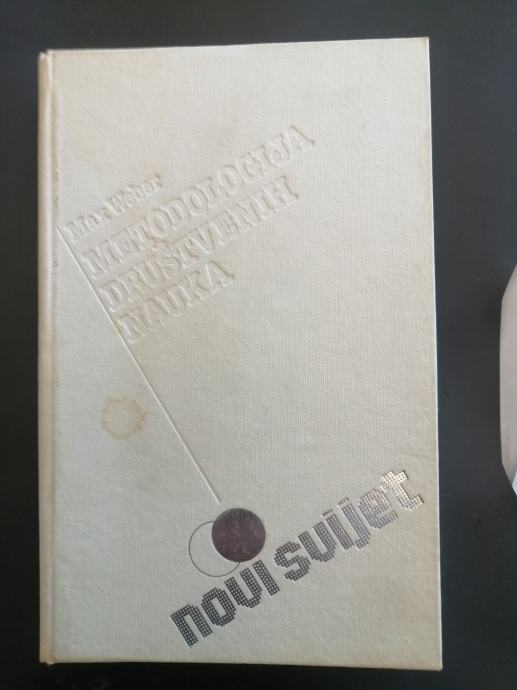 Max Weber
METODOLOGIJA
DRUŠTVENIH
NAUKA
novi svijet